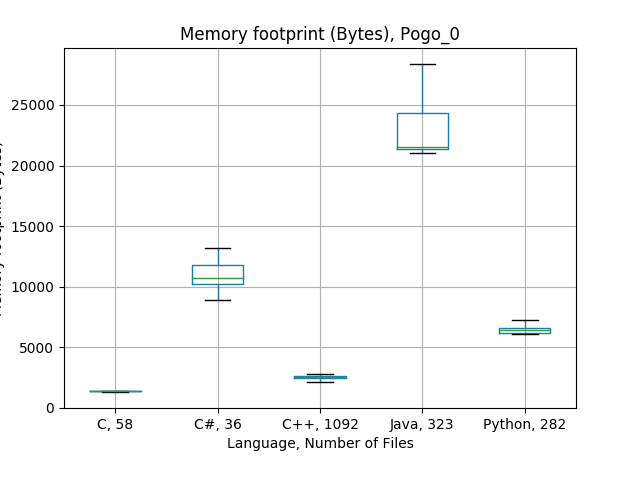 Memory footprint (Bytes), Pogo_0
25000
20000
15000
10000
5000
0
C, 58
C#, 36
C++, 1092
Java, 323
Python, 282
Language, Number of Files